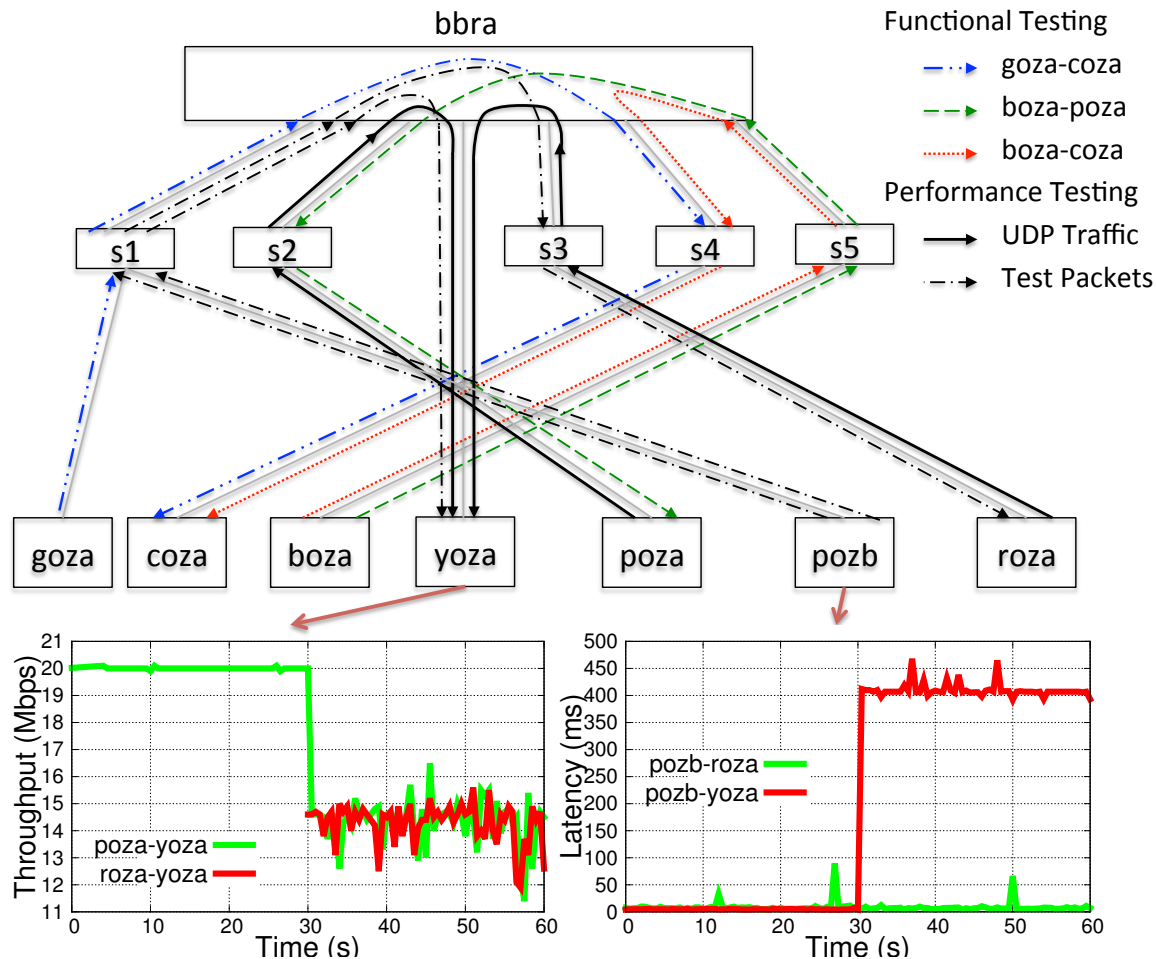 bbra
Functional Testing
goza-coza
boza-poza
boza-coza
Performance Testing
UDP Traffic
Test Packets
s1
s2
s3
s4
s5
goza
coza
boza
yoza
poza
pozb
roza
Throughput (Mbps)
21
20
19
18
17
16
15
14
13
12
11
poza-yoza
roza-yoza
0 10 20 30 40 50 60
Time (s)
Latency (ms)
500
450
400
350
300
250
200
150
100
50
0
pozb-roza
pozb-yoza
0 10 20 30 40 50 60
Time (s)